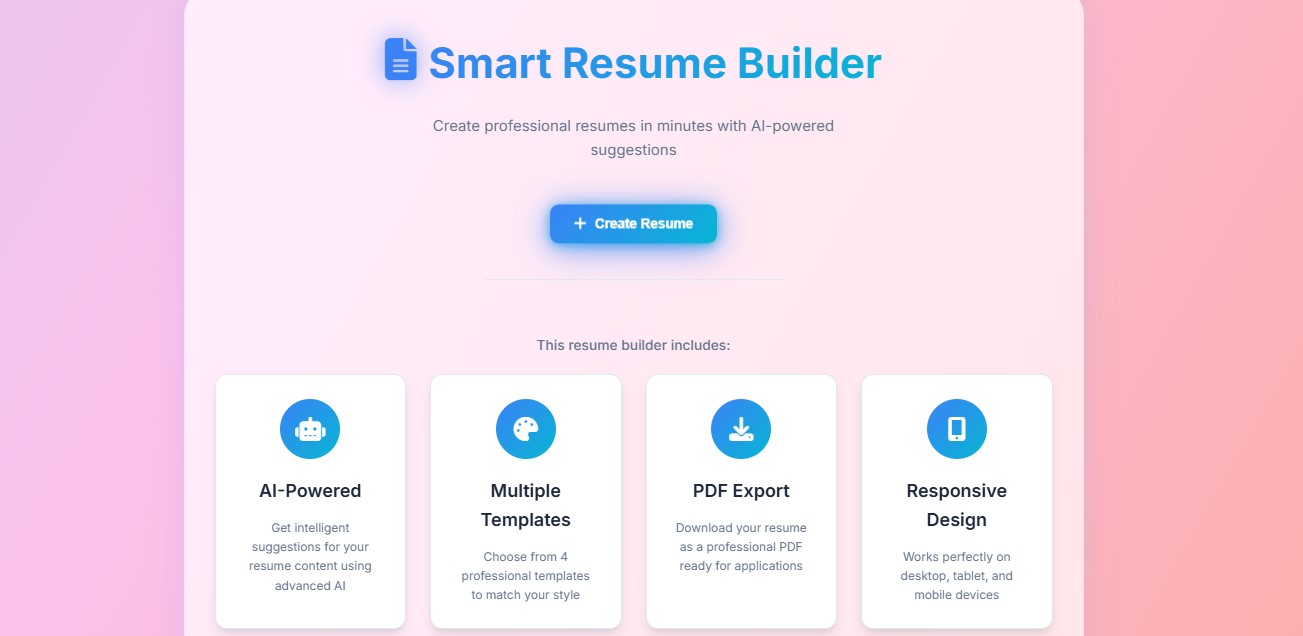 Smart Resume Builder
Create professional resumes in minutes with AI-powered
suggestions
Create Resume
This resume builder includes:
AI-Powered
Get intelligent
suggestions for your
resume content using
advanced AI
Multiple
Templates
Choose from 4
professional templates
to match your style
PDF Export
Download your resume
as a professional PDF
ready for applications
Responsive
Design
Works perfectly on
desktop, tablet, and
mobile devices